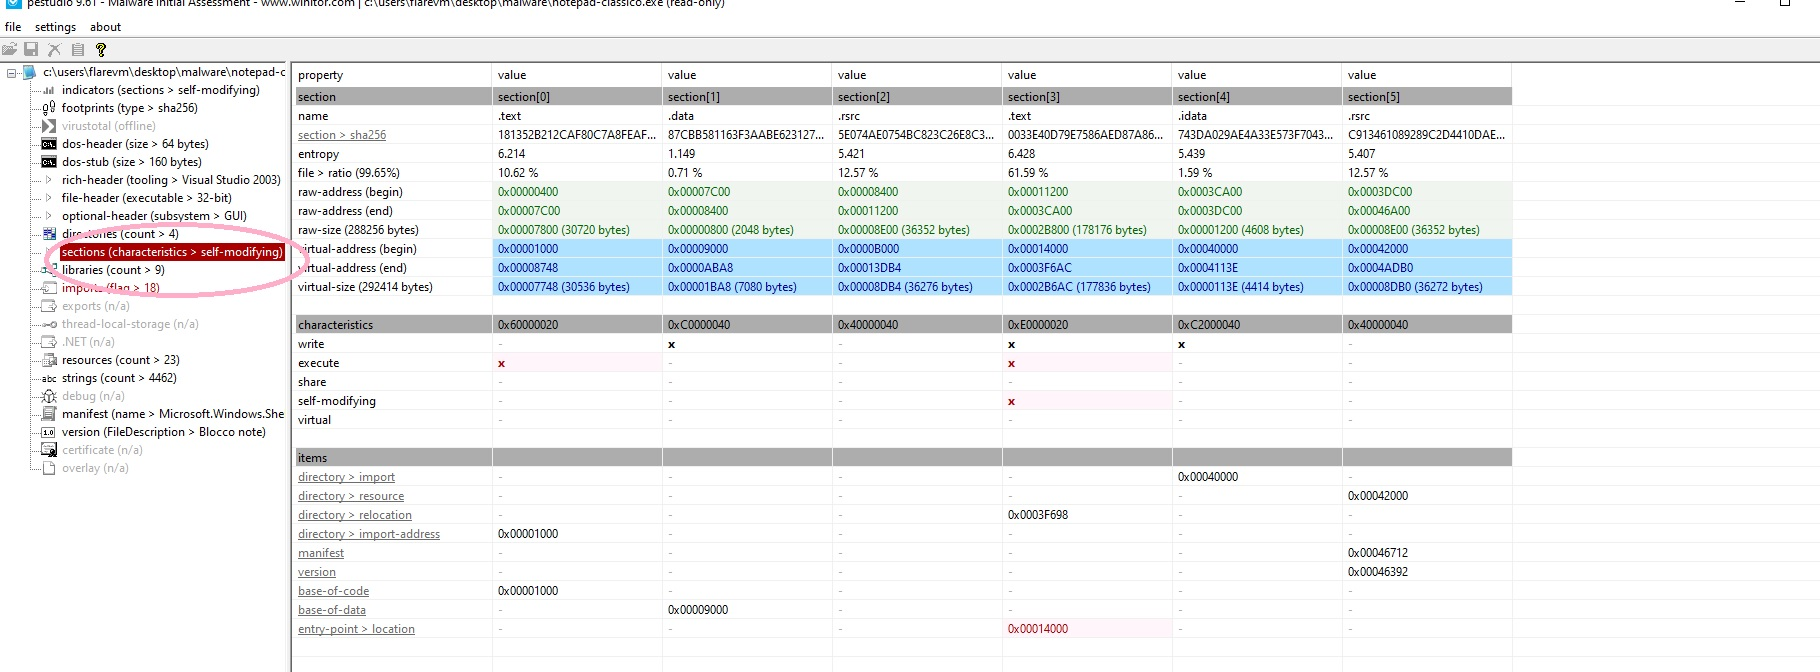 pestudio 9.61 - Malware Initial Assessment - www.winitor.com | c:\users\flarevm\desktop\malware\notepad-classico.exe (read-only)
file settings about
c:\users\flarevm\desktop\malware\notepad-c
indicators (sections > self-modifying)
footprints (type > sha256)
virustotal (offline)
dos-header (size > 64 bytes)
dos-stub (size > 160 bytes)
rich-header (tooling > Visual Studio 2003)
file-header (executable > 32-bit)
optional-header (subsystem > GUI)
directories (count > 4)
sections (characteristics > self-modifying)
libraries (count > 9)
imports (flag > 18)
exports (n/a)
thread-local-storage (n/a)
.NET (n/a)
resources (count > 23)
abc strings (count > 4462)
debug (n/a)
manifest (name > Microsoft.Windows.She
1.0 version (FileDescription > Blocco note)
certificate (n/a)
overlay (n/a)
property value value value value value value
section section[0] section[1] section[2] section[3] section[4] section[5]
name .text .data .rsrc .text .idata .rsrc
section > sha256 181352B212CAF80C7A8FEAF... 87CBB581163F3AABE623127... 5E074AE0754BC823C26E8C3... 0033E40D79E7586AED87A86... 743DA029AE4A33E573F7043... C913461089289C2D4410DAE...
entropy 6.214 1.149 5.421 6.428 5.439 5.407
file > ratio (99.65%) 10.62 % 0.71 % 12.57 % 61.59 % 1.59 % 12.57 %
raw-address (begin) 0x00000400 0x00007C00 0x00008400 0x00011200 0x0003CA00 0x0003DC00
raw-address (end) 0x00007C00 0x00008400 0x00011200 0x0003CA00 0x0003DC00 0x00046A00
raw-size (288256 bytes) 0x00007800 (30720 bytes) 0x00000800 (2048 bytes) 0x00008E00 (36352 bytes) 0x0002B800 (178176 bytes) 0x00001200 (4608 bytes) 0x00008E00 (36352 bytes)
virtual-address (begin) 0x00001000 0x00009000 0x0000B000 0x00014000 0x00040000 0x00042000
virtual-address (end) 0x00008748 0x0000ABA8 0x00013DB4 0x0003F6AC 0x0004113E 0x0004ADB0
virtual-size (292414 bytes) 0x00007748 (30536 bytes) 0x00001BA8 (7080 bytes) 0x00008DB4 (36276 bytes) 0x0002B6AC (177836 bytes) 0x0000113E (4414 bytes) 0x00008DB0 (36272 bytes)
characteristics 0x60000020 0xC0000040 0x40000040 0xE0000020 0xC2000040 0x40000040
write - x - x x -
execute x - - x - -
share - - - - - -
self-modifying - - - x - -
virtual - - - - - -
items
directory > import - - - - 0x00040000 -
directory > resource - - - - - 0x00042000
directory > relocation - - - 0x0003F698 - -
directory > import-address 0x00001000 - - - - -
manifest - - - - - 0x00046712
version - - - - - 0x00046392
base-of-code 0x00001000 - - - - -
base-of-data - 0x00009000 - - - -
entry-point > location - - - 0x00014000 - -